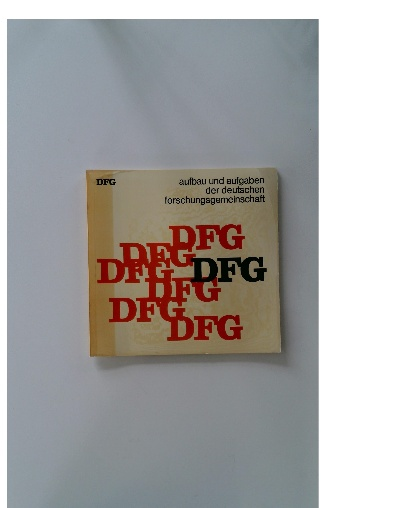 DFG
aufbau und aufgaben
der deutschen
forschungsgemeinschaft
DFG
DFG
DFG
DFG
DFG
DFG
DFG